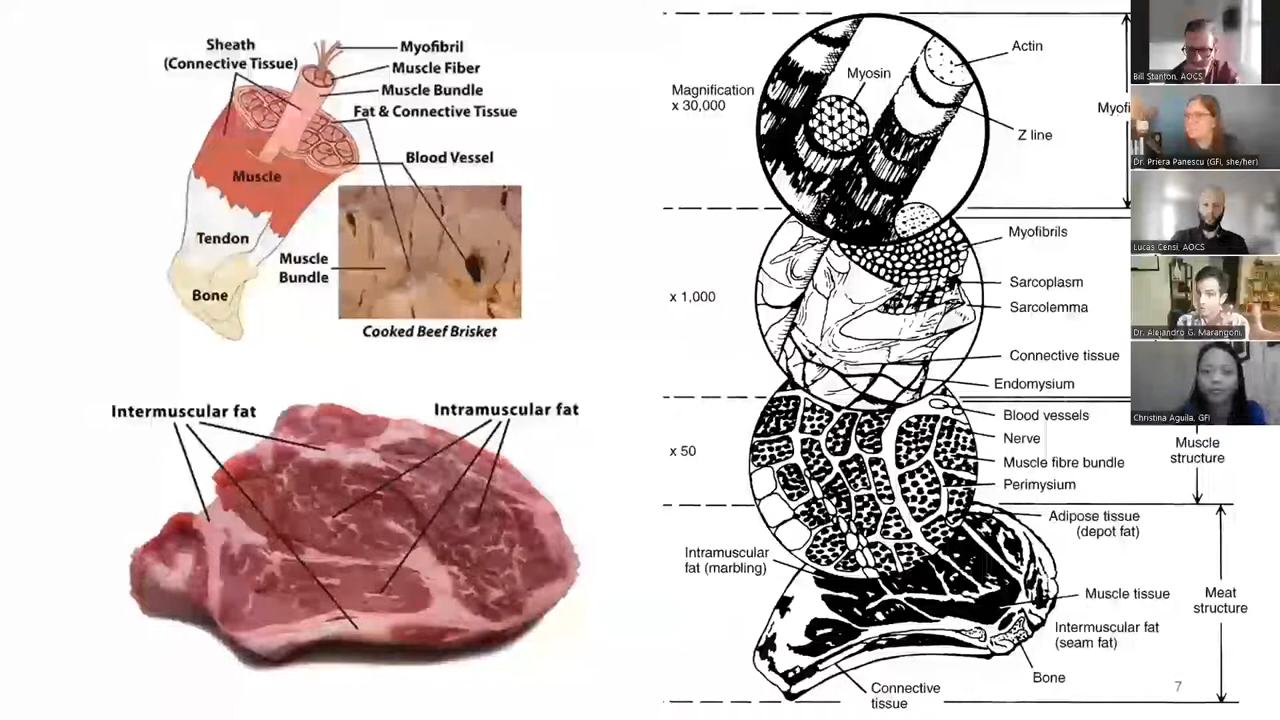 Sheath
(Connective Tissue)
Myofibril
Muscle Fiber
Muscle Bundle
Fat & Connective Tissue
Blood Vessel
Muscle
Tendon
Bone
Muscle
Bundle
Cooked Beef Brisket
Intermuscular fat
Intramuscular fat
Magnification
x 30,000
Actin
Myosin
Z line
Myofi
x 1,000
Myofibrils
Sarcoplasm
Sarcolemma
Connective tissue
Endomysium
x 50
Blood vessels
Nerve
Muscle fibre bundle
Perimysium
Muscle
structure
Adipose tissue
(depot fat)
Intramuscular
fat (marbling)
Muscle tissue
Meat
structure
Intermuscular fat
(seam fat)
Bone
Connective
tissue
7
Bill Stanton, AOCS
Dr. Priera Panescu (GFI, she/her)
Lucas Censi, AOCS
Dr. Alejandro G. Marangoni,
Christina Aguila, GFI